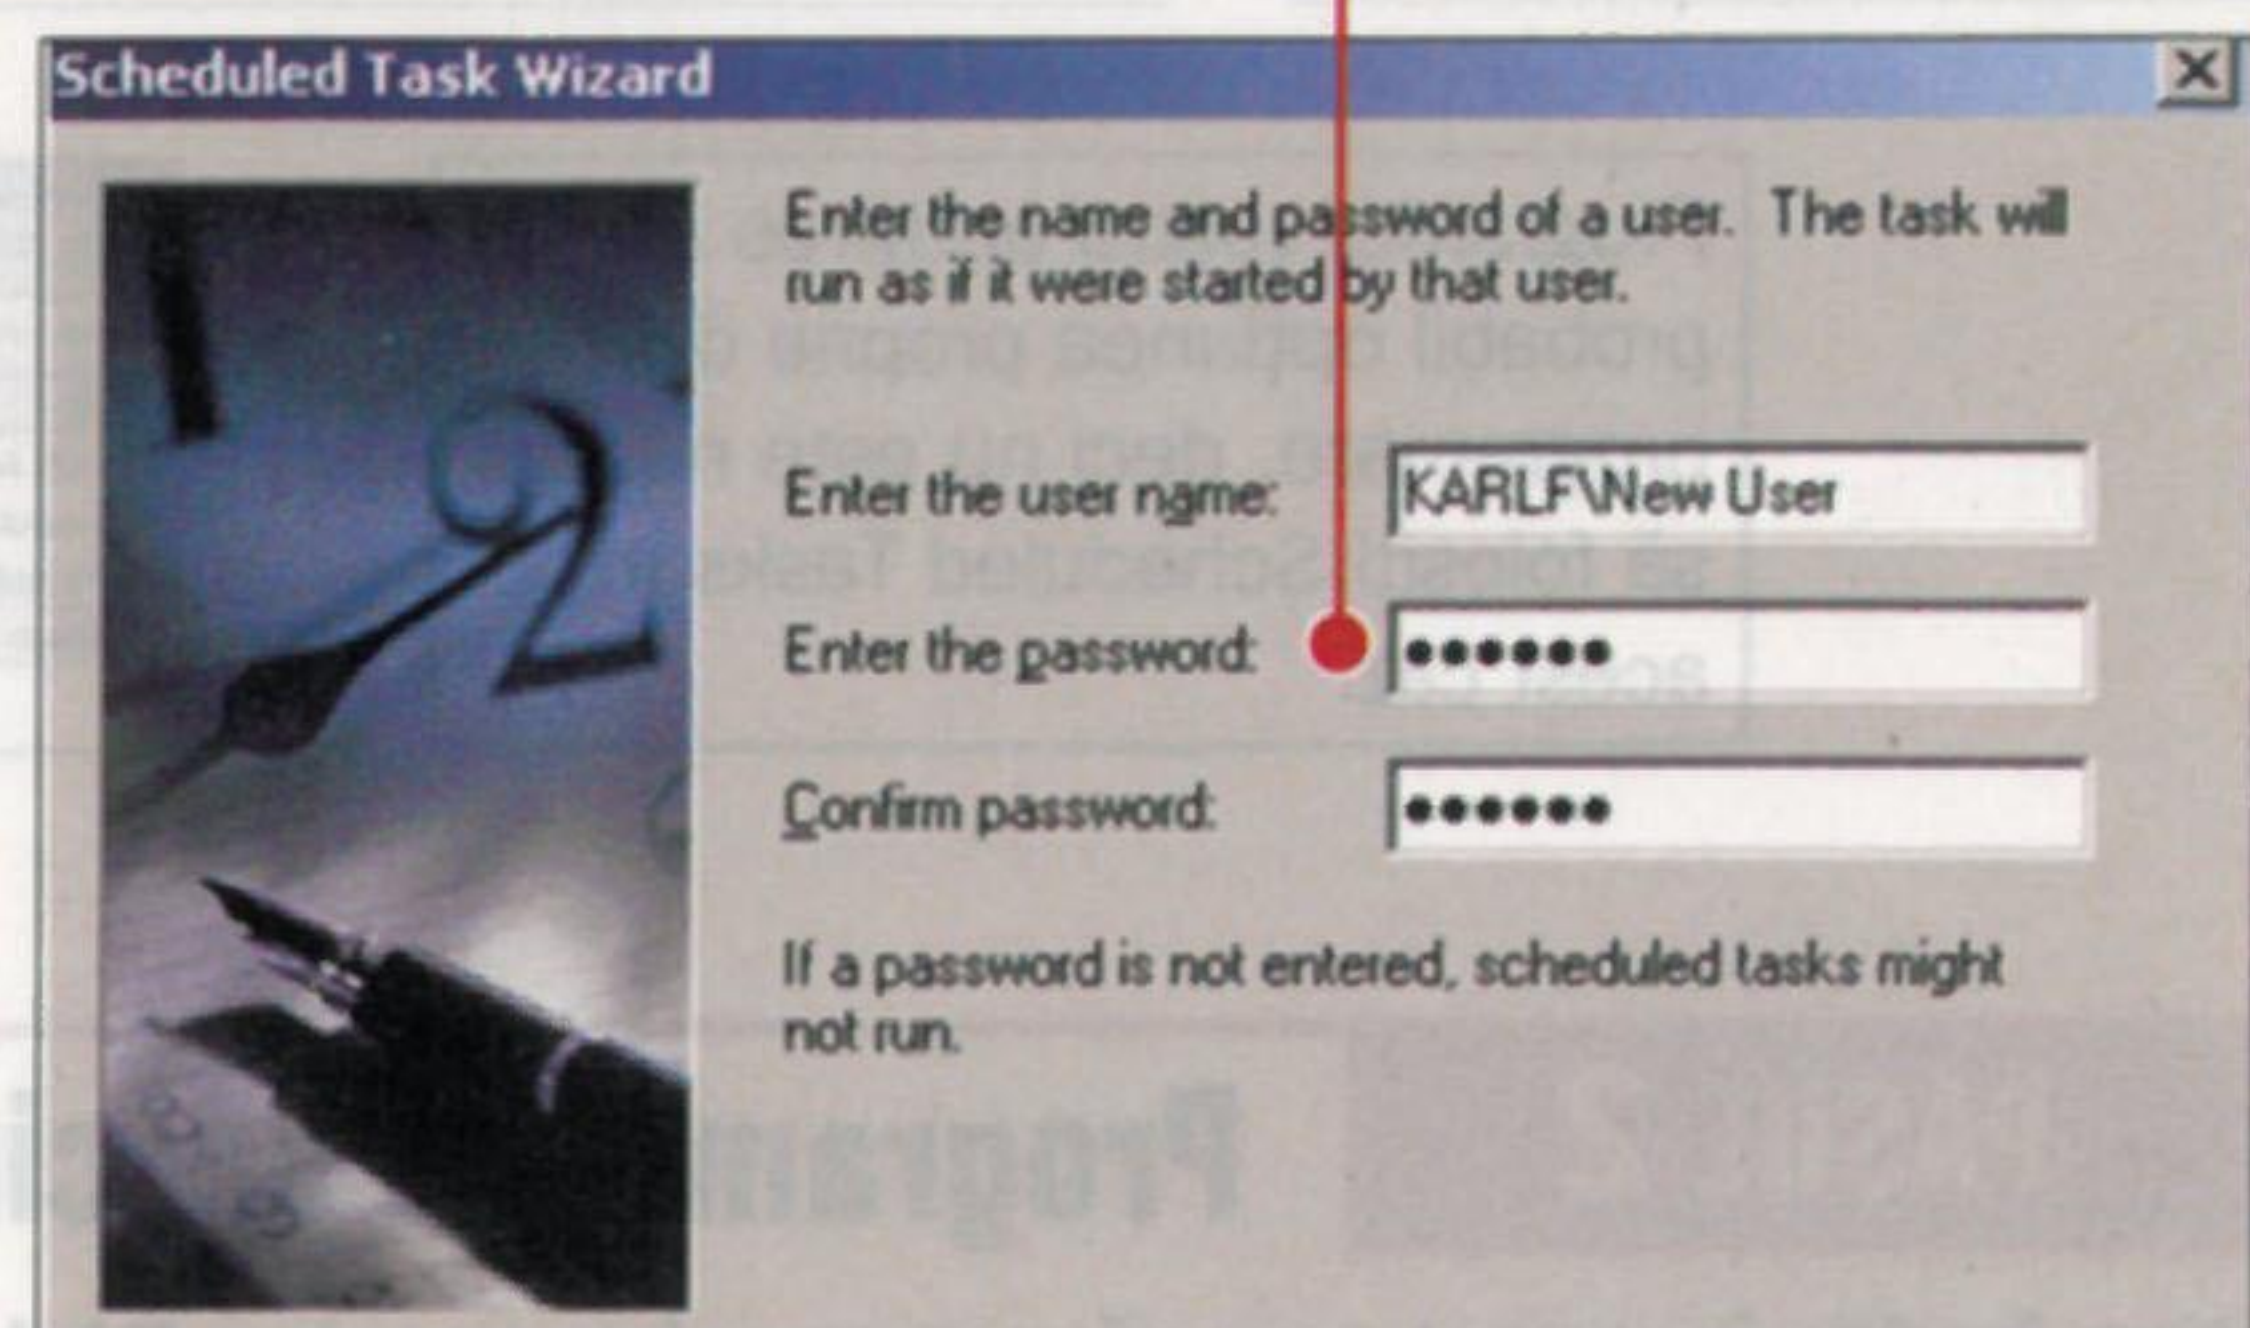 Scheduled Task Wizard
Enter the name and password of a user. The task will
run as if it were started by that user.
Enter the user name: KARLF\New User
Enter the password: ●●●●●●
Confirm password: ●●●●●●
If a password is not entered, scheduled tasks might
not run.